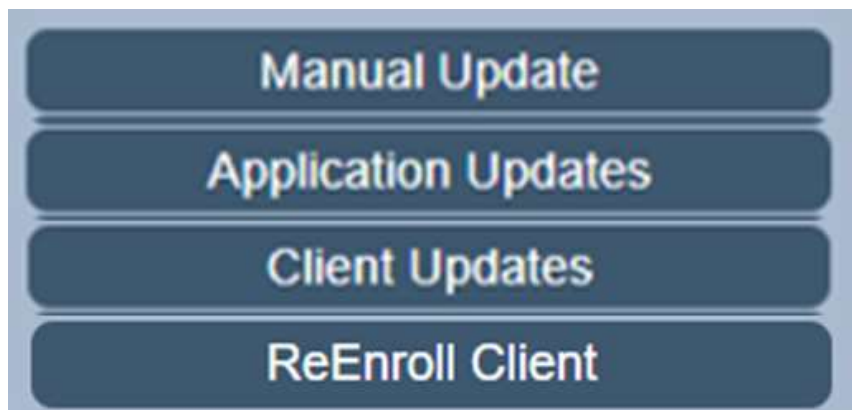 Manual Update
Application Updates
Client Updates
ReEnroll Client